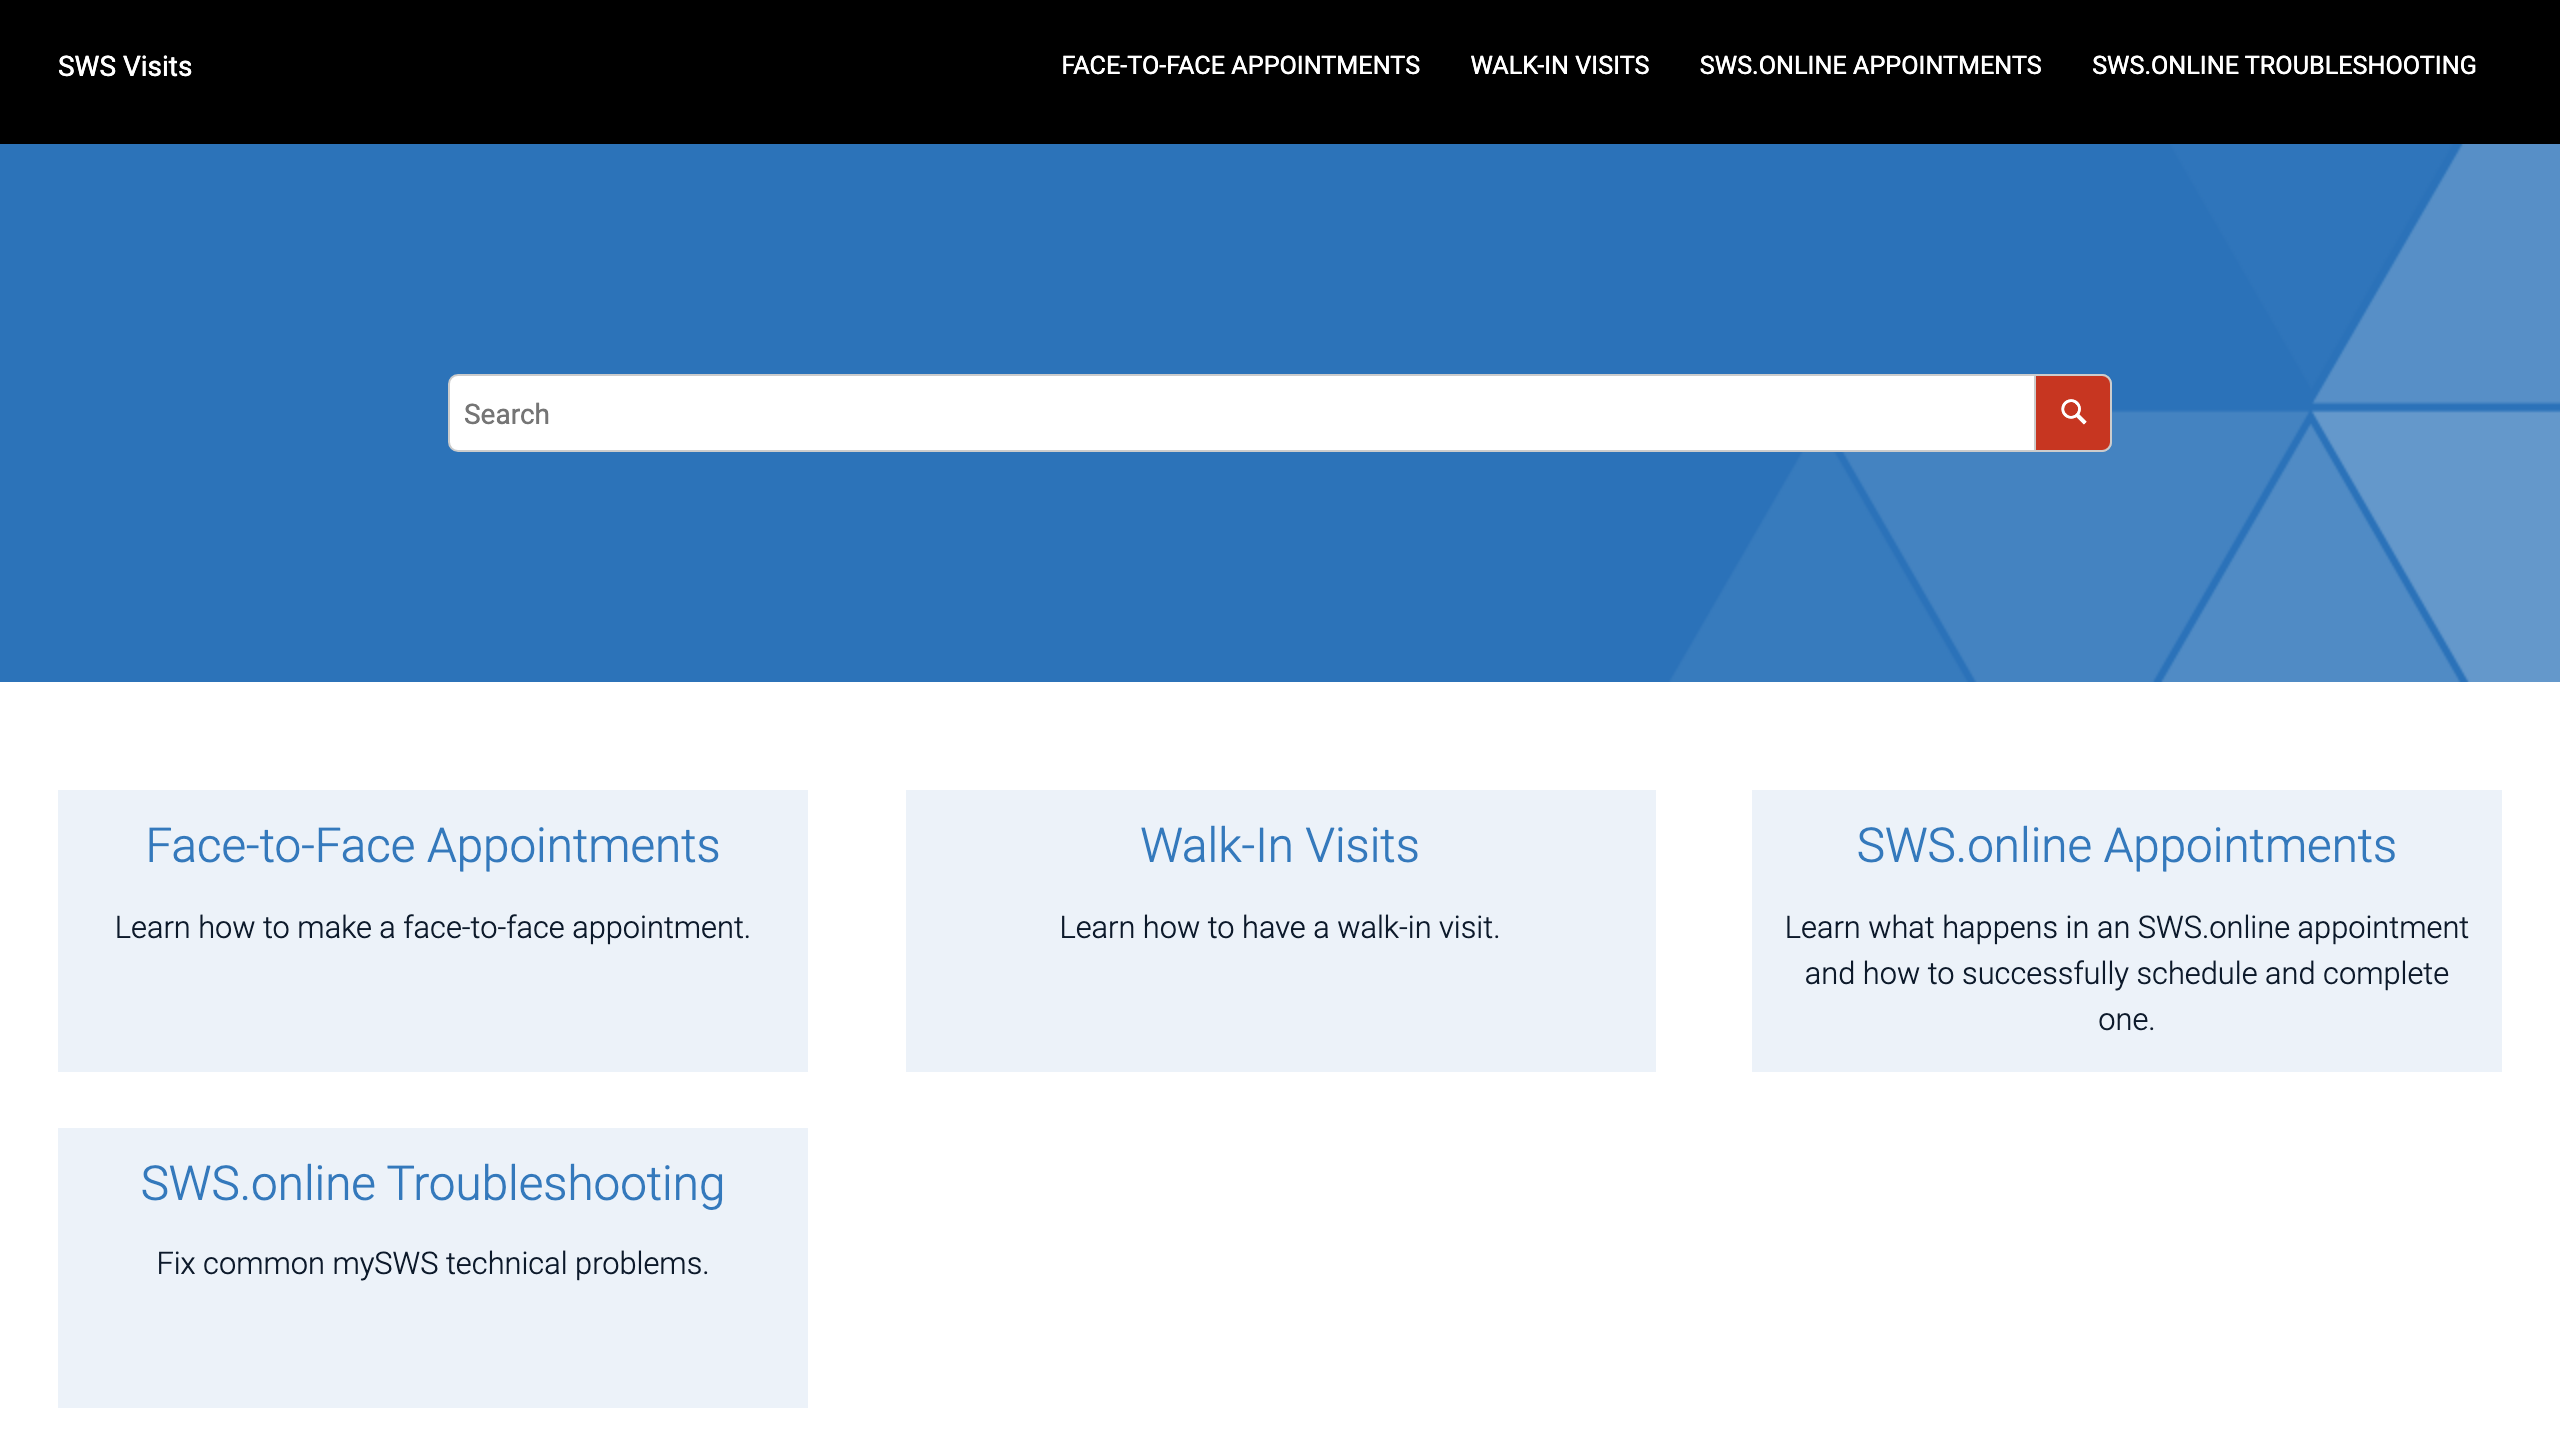 SWS Visits
FACE-TO-FACE APPOINTMENTS
WALK-IN VISITS
SWS.ONLINE APPOINTMENTS
SWS.ONLINE TROUBLESHOOTING
Search
Face-to-Face Appointments
Learn how to make a face-to-face appointment.
Walk-In Visits
Learn how to have a walk-in visit.
SWS.online Appointments
Learn what happens in an SWS.online appointment
and how to successfully schedule and complete
one.
SWS.online Troubleshooting
Fix common mySWS technical problems.